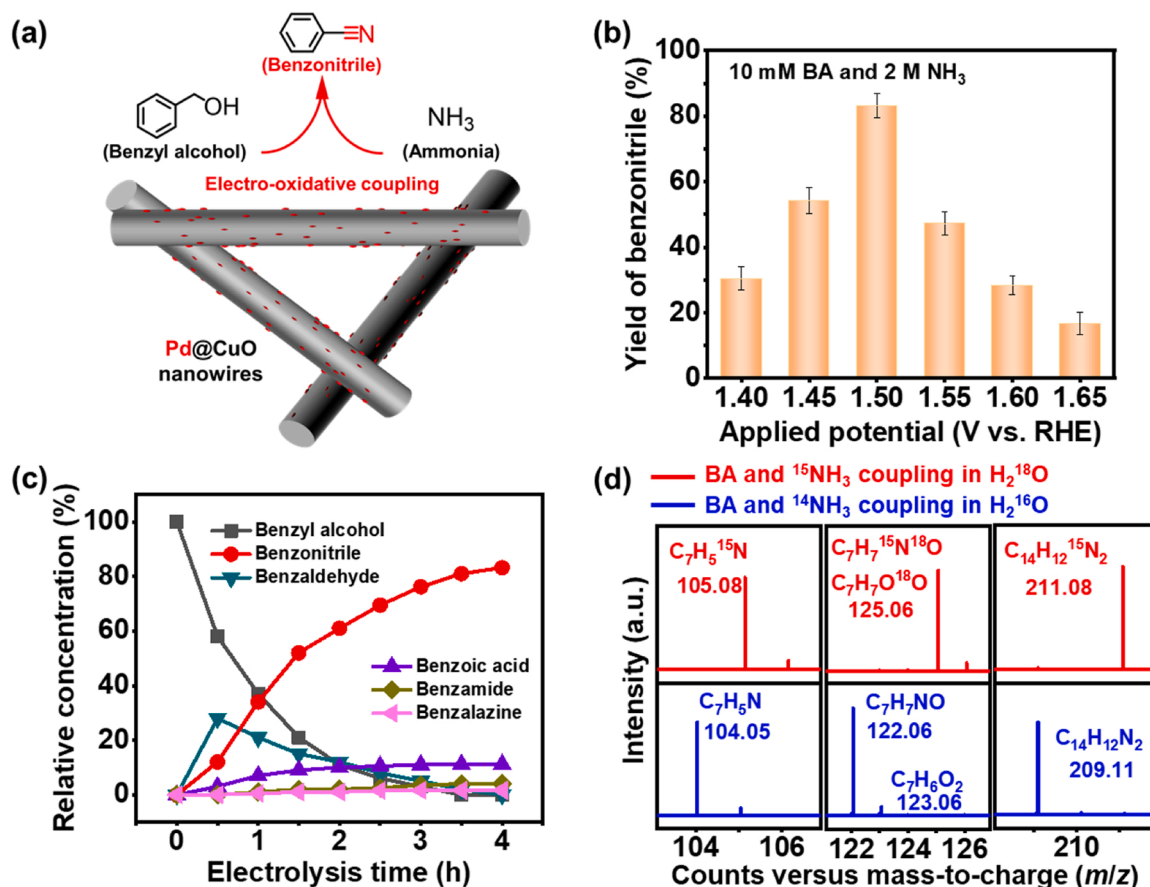 (a)
N
(Benzonitrile)
OH
NH₃
(Benzyl alcohol)
(Ammonia)
Electro-oxidative coupling
Pd@CuO
nanowires
(b)
10 mM BA and 2 M NH₃
Yield of benzonitrile (%)
100
80
60
40
20
0
1.40 1.45 1.50 1.55 1.60 1.65
Applied potential (V vs. RHE)
(c)
Relative concentration (%)
100
80
60
40
20
0
Benzyl alcohol
Benzonitrile
Benzaldehyde
Benzoic acid
Benzamide
Benzalazine
0 1 2 3 4
Electrolysis time (h)
(d)
BA and ¹⁵NH₃ coupling in H₂¹⁸O
BA and ¹⁴NH₃ coupling in H₂¹⁶O
Intensity (a.u.)
C₇H₅¹⁵N
105.08
C₇H₇¹⁵N¹⁸O
C₇H₇O¹⁸O
125.06
C₁₄H₁₂¹⁵N₂
211.08
C₇H₅N
104.05
C₇H₇NO
122.06
C₇H₆O₂
123.06
C₁₄H₁₂N₂
209.11
104 106 122 124 126 210
Counts versus mass-to-charge (m/z)